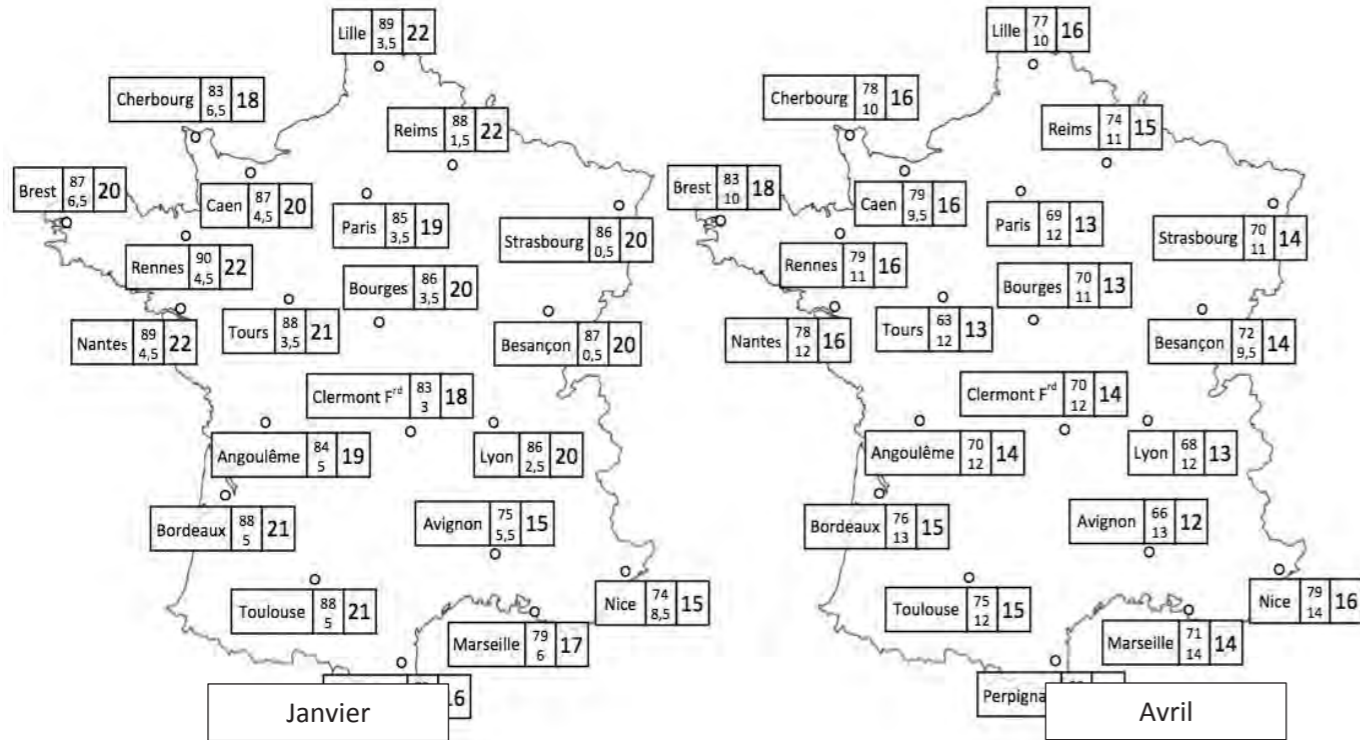 Lille 89 3,5 22
Cherbourg 83 6,5 18
Reims 88 1,5 22
Brest 87 6,5 20
Caen 87 4,5 20
Paris 85 3,5 19
Strasbourg 86 0,5 20
Rennes 90 4,5 22
Bourges 86 3,5 20
Nantes 89 4,5 22
Tours 88 3,5 21
Besançon 87 0,5 20
Clermont Frd 83 3 18
Angoulême 84 5 19
Lyon 86 2,5 20
Bordeaux 88 5 21
Avignon 75 5,5 15
Toulouse 88 5 21
Nice 74 8,5 15
Marseille 79 6 17
16
Janvier
Lille 77 10 16
Cherbourg 78 10 16
Reims 74 11 15
Brest 83 10 18
Caen 79 9,5 16
Paris 69 12 13
Strasbourg 70 11 14
Rennes 79 11 16
Bourges 70 11 13
Nantes 78 12 16
Tours 63 12 13
Besançon 72 9,5 14
Clermont Frd 70 12 14
Angoulême 70 12 14
Lyon 68 12 13
Bordeaux 76 13 15
Avignon 66 13 12
Toulouse 75 12 15
Nice 79 14 16
Marseille 71 14 14
Perpigna
Avril